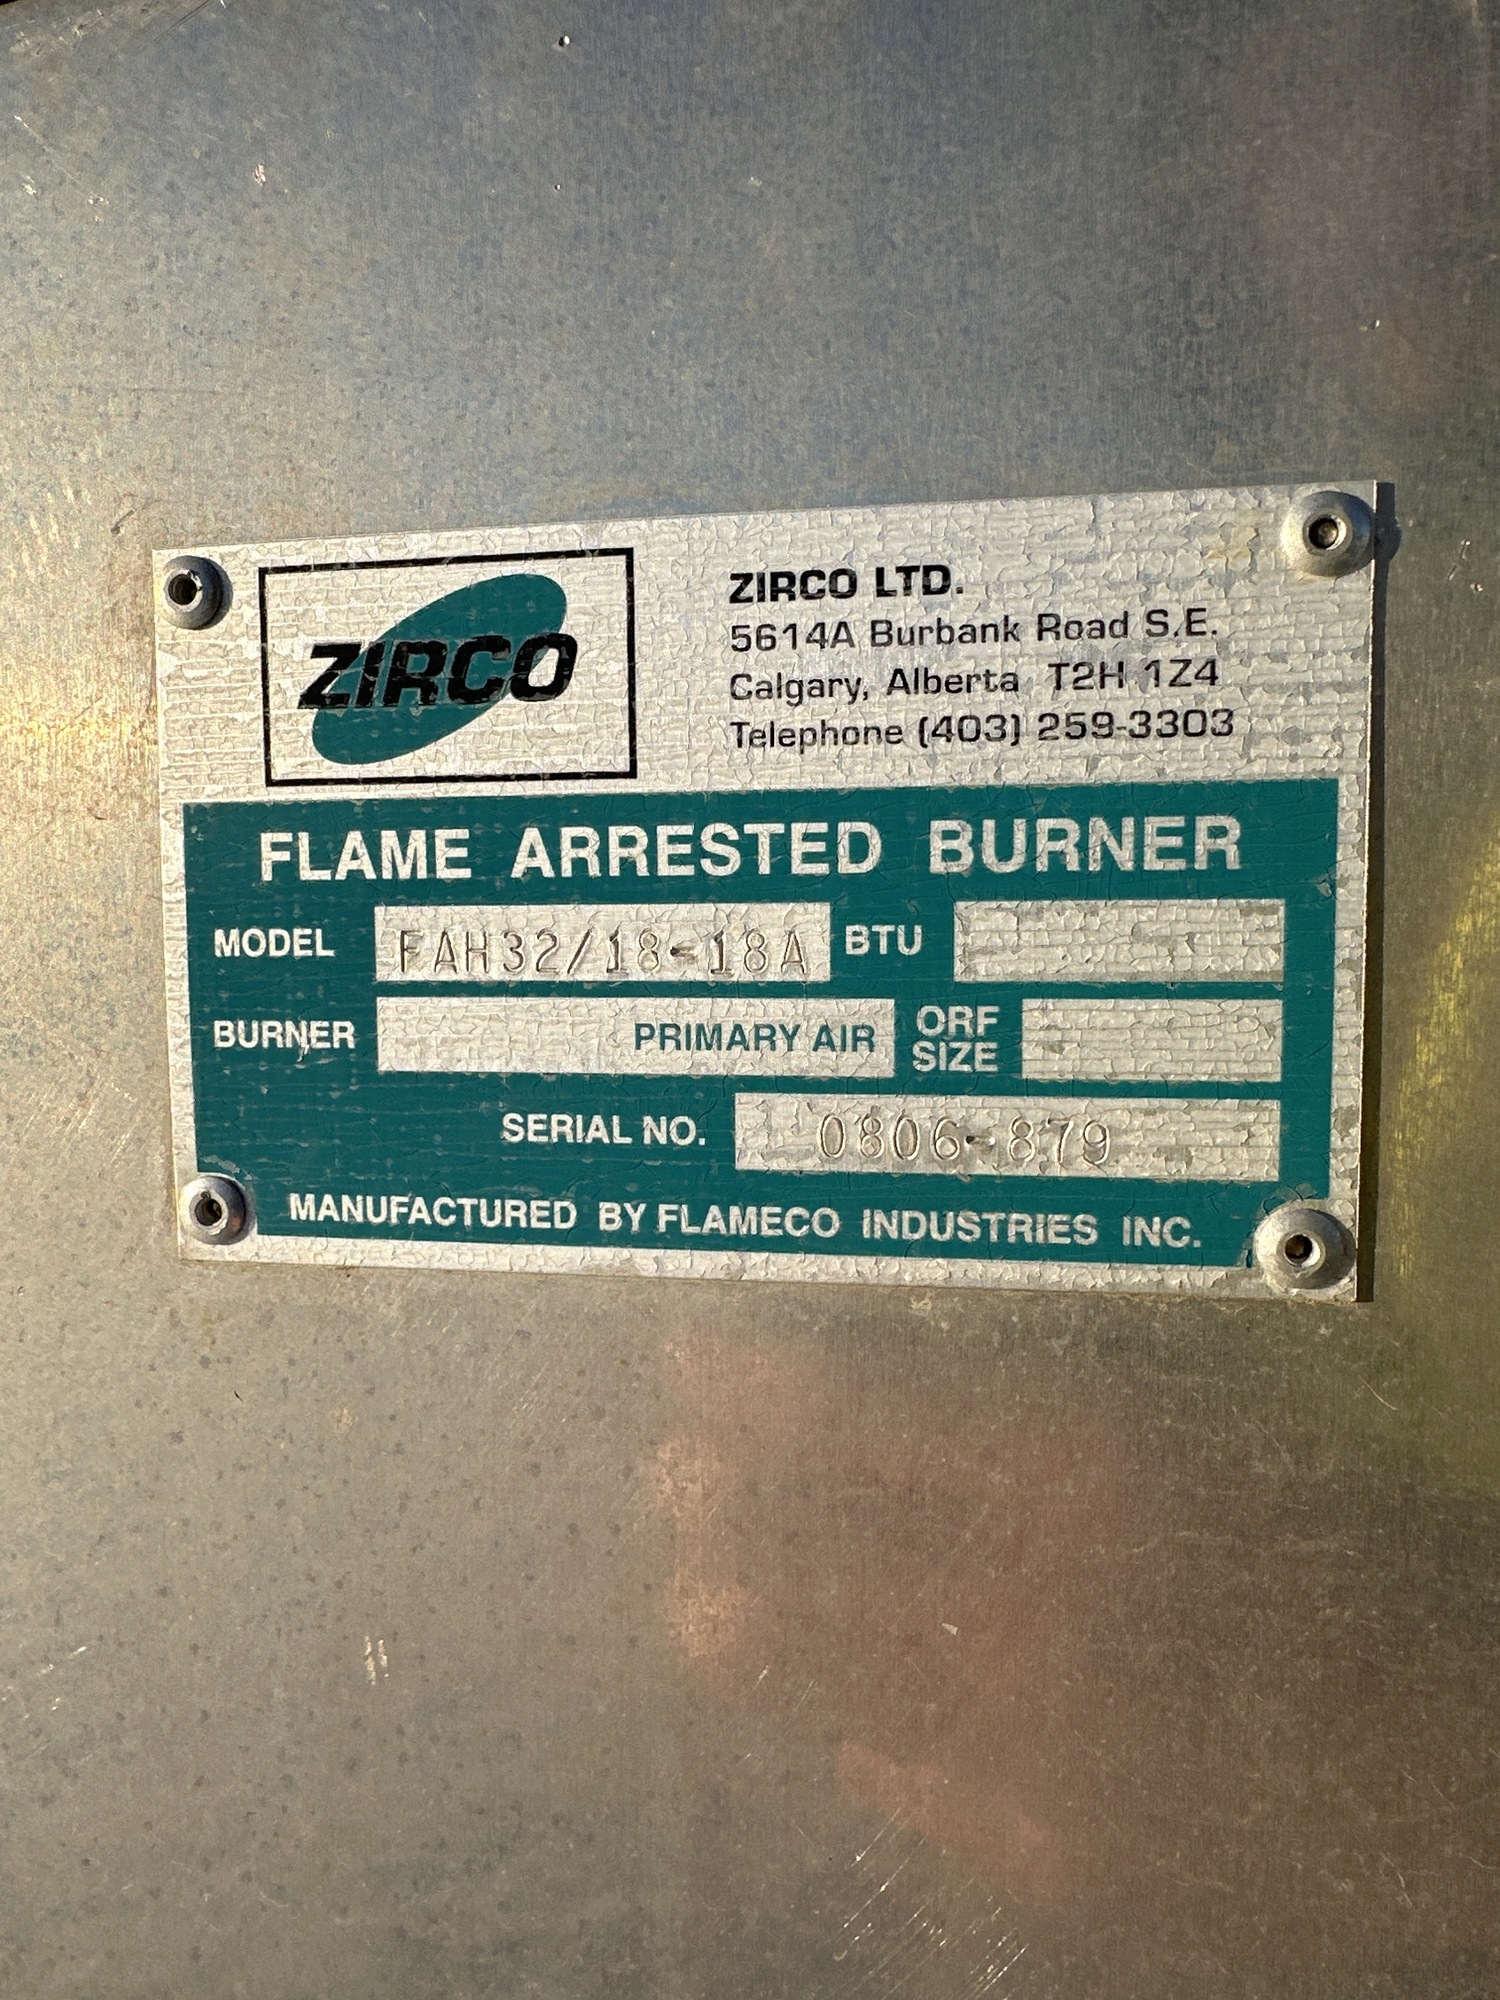 ZIRCO
ZIRCO LTD.
5614A Burbank Road S.E.
Calgary, Alberta T2H 1Z4
Telephone (403) 259-3303
FLAME ARRESTED BURNER
MODEL FAH32/18-18A BTU
BURNER PRIMARY AIR ORF SIZE
SERIAL NO. 0806-879
MANUFACTURED BY FLAMECO INDUSTRIES INC.